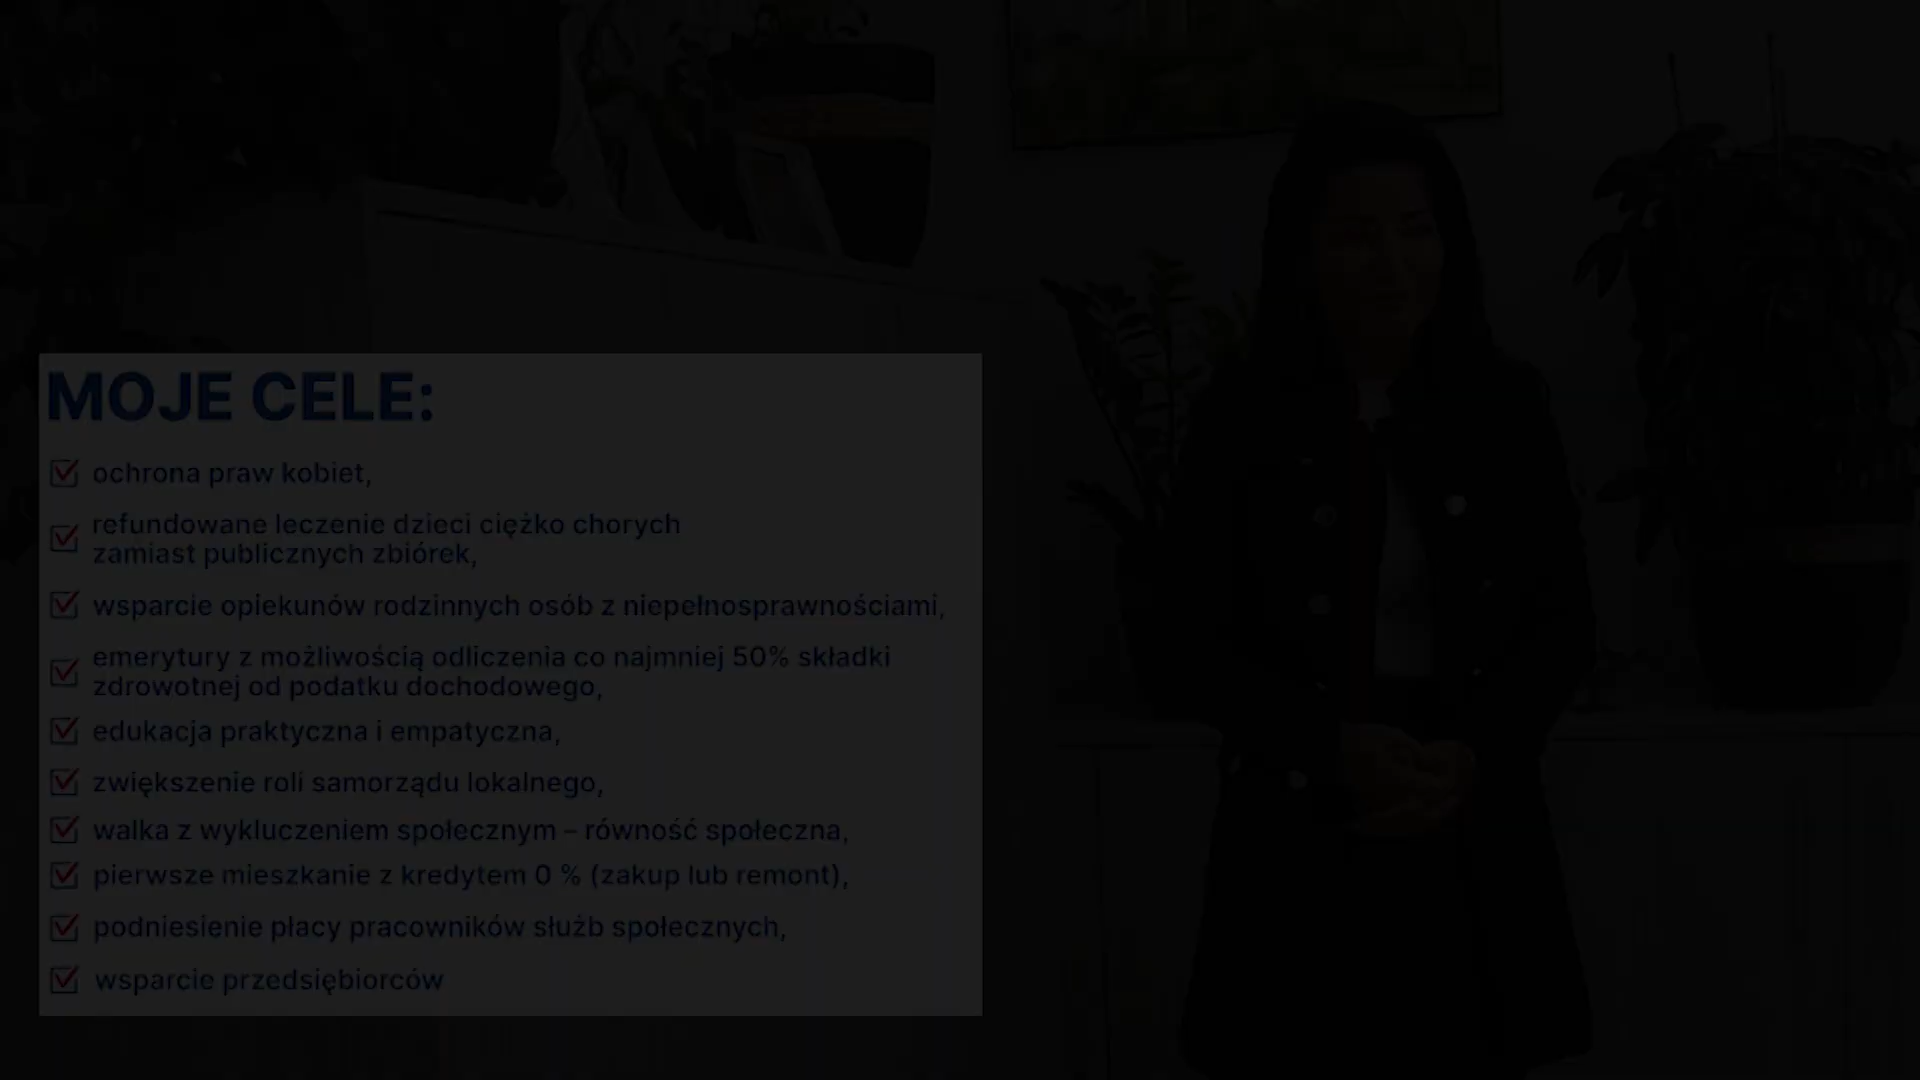 MOJE CELE:
ochrona praw kobiet,
refundowane leczenie dzieci ciężko chorych
zamiast publicznych zbiórek,
wsparcie opiekunów rodzinnych osób z niepełnosprawnościami,
emerytury z możliwością odliczenia co najmniej 50% składki
zdrowotnej od podatku dochodowego,
edukacja praktyczna i empatyczna,
zwiększenie roli samorządu lokalnego,
walka z wykluczeniem społecznym – równość społeczna,
pierwsze mieszkanie z kredytem 0 % (zakup lub remont),
podniesienie płacy pracowników służb społecznych,
wsparcie przedsiębiorców